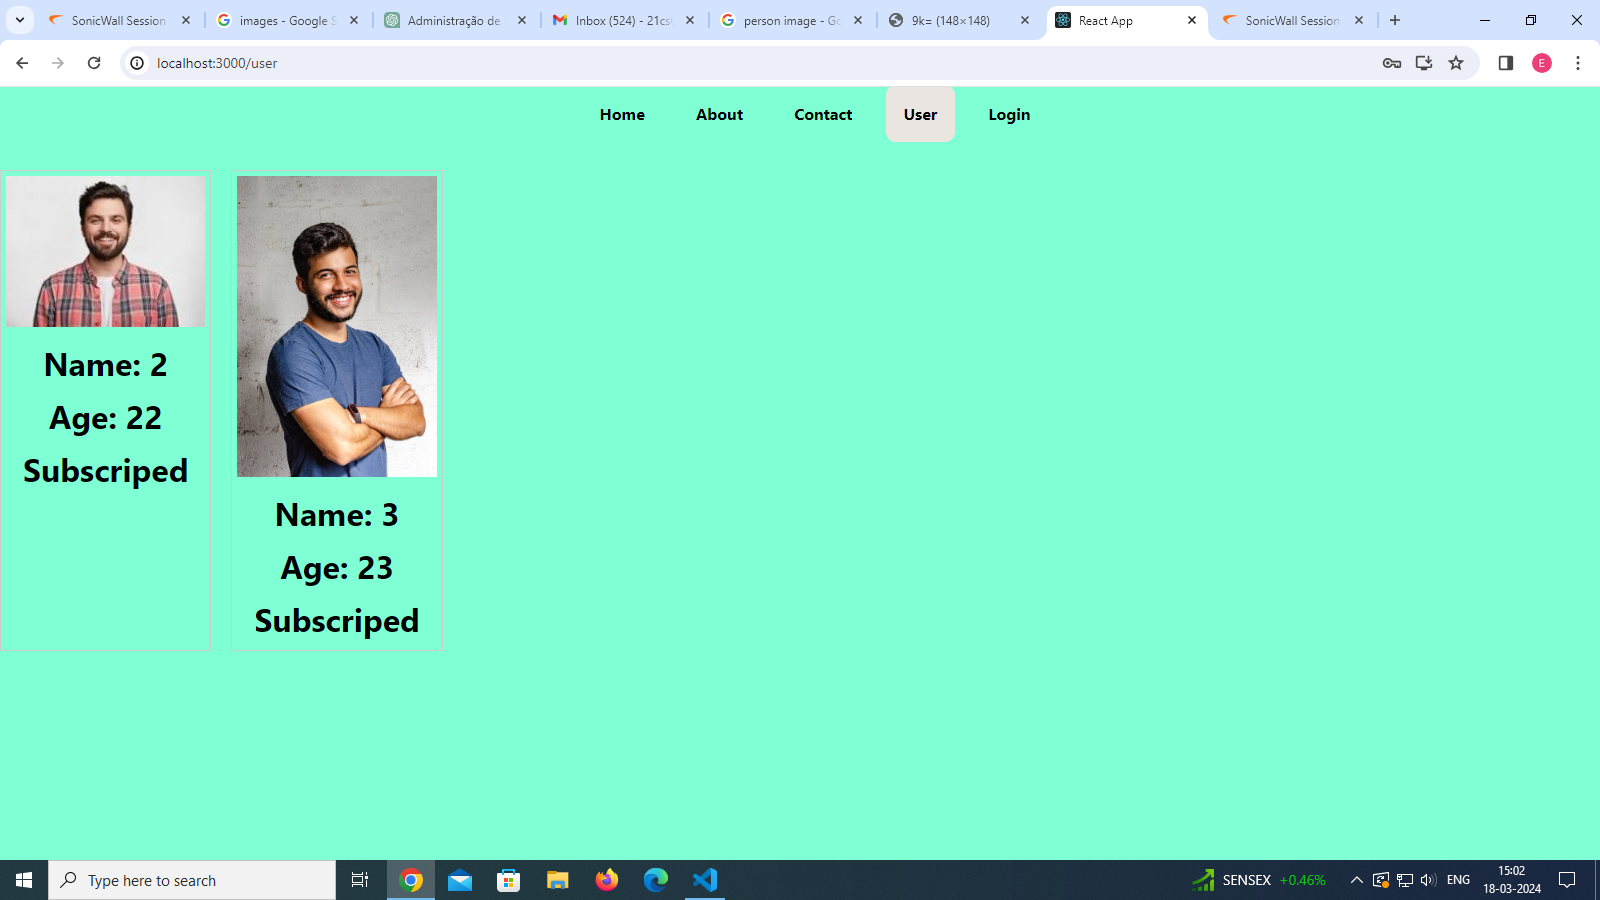 SonicWall Session
images - Google S
Administração de
Inbox (524) - 21cs
person image - Go
9k= (148×148)
React App
SonicWall Session
localhost:3000/user
E
Home
About
Contact
User
Login
Name: 2
Age: 22
Subscriped
Name: 3
Age: 23
Subscriped
Type here to search
SENSEX +0.46%
ENG
15:02
18-03-2024